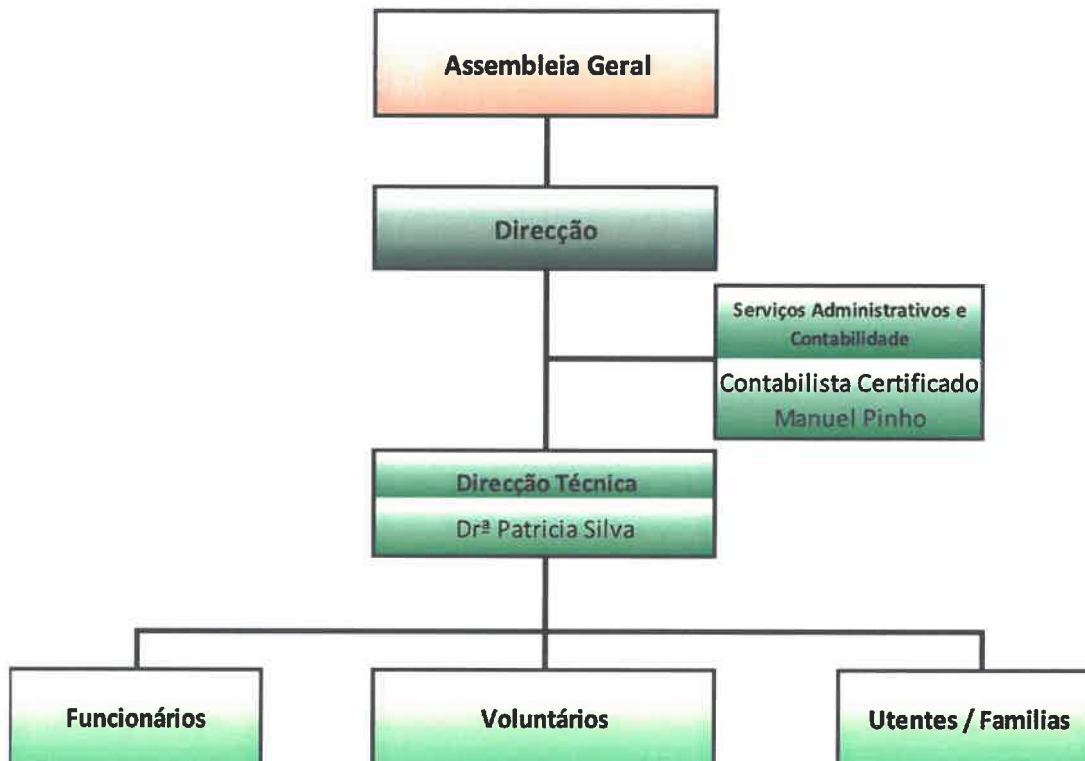 Assembleia Geral
Direcção
Serviços Administrativos e
Contabilidade
Contabilista Certificado
Manuel Pinho
Direcção Técnica
Drª Patricia Silva
Funcionários
Voluntários
Utentes / Familias